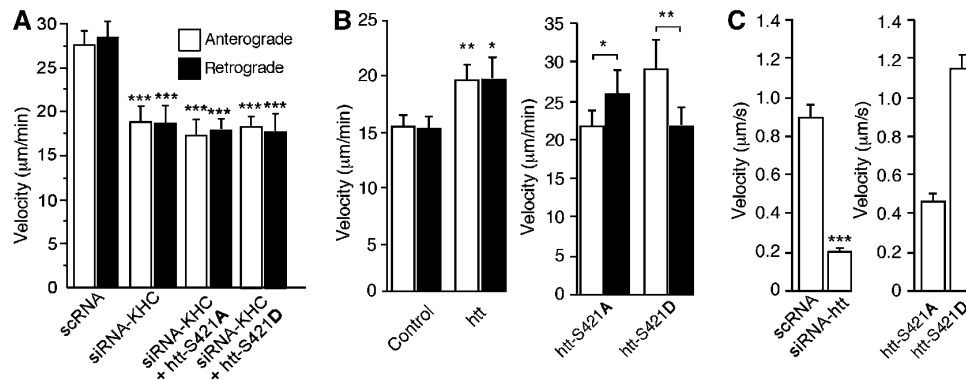 A
Velocity (µm/min)
30
25
20
15
10
5
0
Anterograde
Retrograde
***
***
***
***
***
***
scRNA
siRNA-KHC
siRNA-KHC
+ htt-S421A
siRNA-KHC
+ htt-S421D
B
Velocity (µm/min)
25
20
15
10
5
0
**
*
Control
htt
Velocity (µm/min)
35
30
25
20
15
10
5
0
*
**
htt-S421A
htt-S421D
C
Velocity (µm/s)
1.4
1.2
1.0
0.8
0.6
0.4
0.2
0
***
scRNA
siRNA-htt
Velocity (µm/s)
1.4
1.2
1.0
0.8
0.6
0.4
0.2
0
htt-S421A
htt-S421D